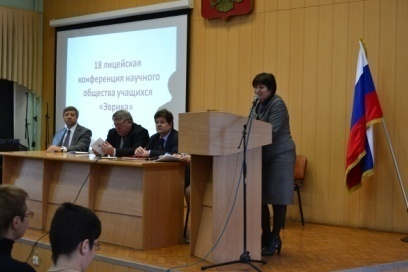 18 лицейская
конференция научного
общества учащихся
«Эврика»